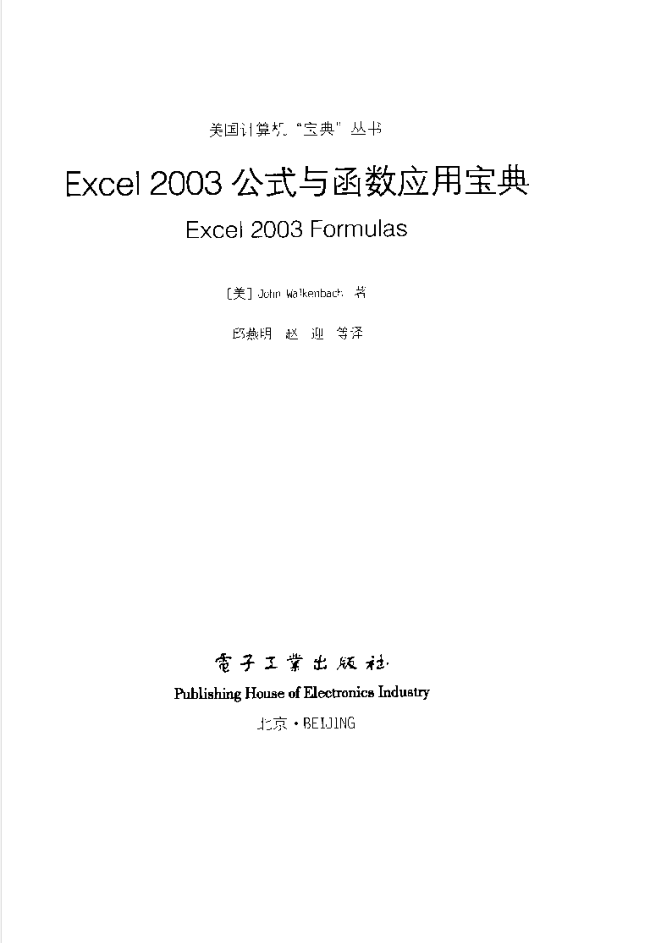 美国计算机“宝典”丛书
Excel 2003 公式与函数应用宝典
Excel 2003 Formulas
[美] John Walkenbach 著
邱燕明 赵 迎 等译
電子工業出版社
Publishing House of Electronics Industry
北京·BEIJING